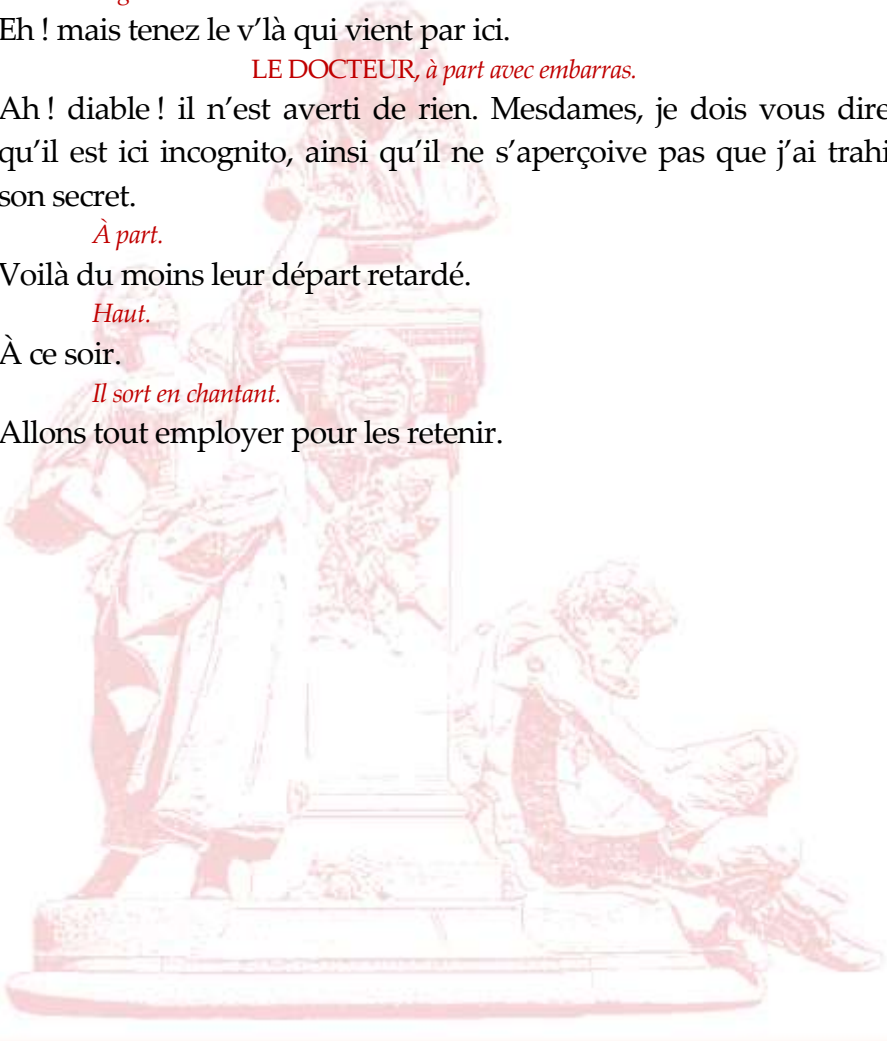 Eh ! mais tenez le v’là qui vient par ici.
LE DOCTEUR, à part avec embarras.
Ah ! diable ! il n’est averti de rien. Mesdames, je dois vous dire
qu’il est ici incognito, ainsi qu’il ne s’aperçoive pas que j’ai trahi
son secret.
À part.
Voilà du moins leur départ retardé.
Haut.
À ce soir.
Il sort en chantant.
Allons tout employer pour les retenir.